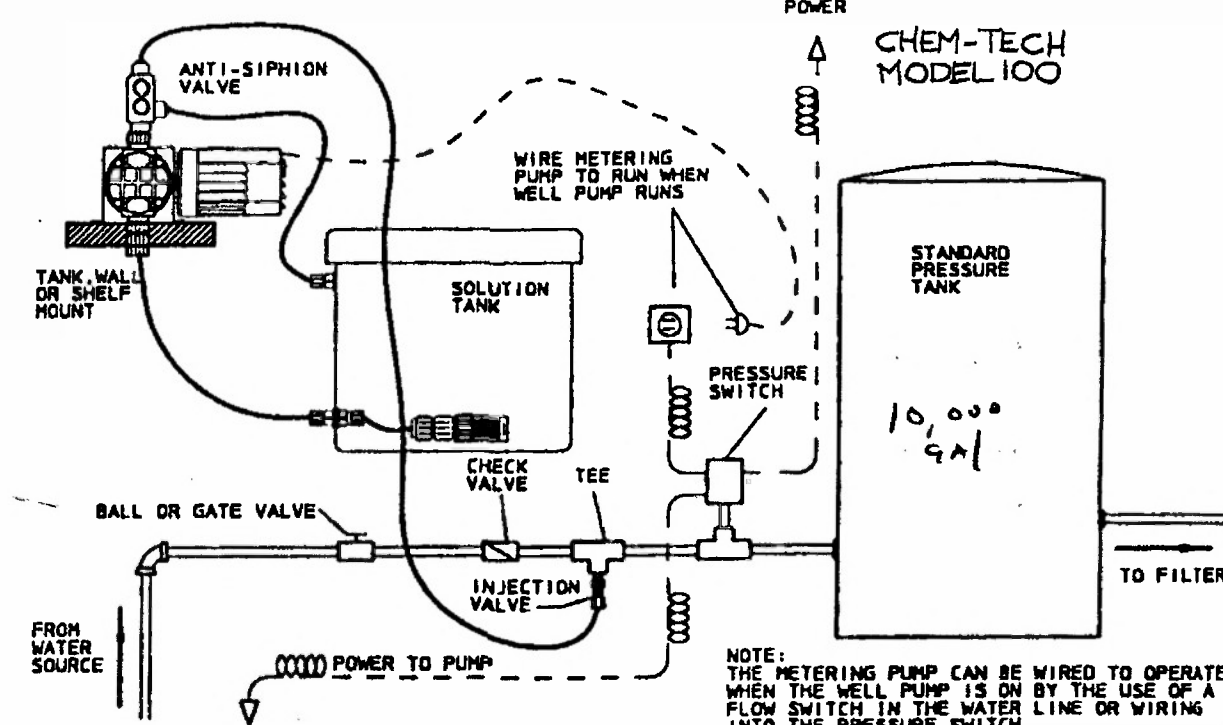 POWER
CHEM-TECH
MODEL 100
ANTI-SIPHION
VALVE
WIRE METERING
PUMP TO RUN WHEN
WELL PUMP RUNS
TANK, WALL
OR SHELF
MOUNT
SOLUTION
TANK
STANDARD
PRESSURE
TANK
PRESSURE
SWITCH
10,000
GAL
CHECK
VALVE
TEE
BALL OR GATE VALVE
INJECTION
VALVE
TO FILTER
FROM
WATER
SOURCE
POWER TO PUMP
NOTE:
THE METERING PUMP CAN BE WIRED TO OPERATE
WHEN THE WELL PUMP IS ON BY THE USE OF A
FLOW SWITCH IN THE WATER LINE OR WIRING
INTO THE PRESSURE SWITCH